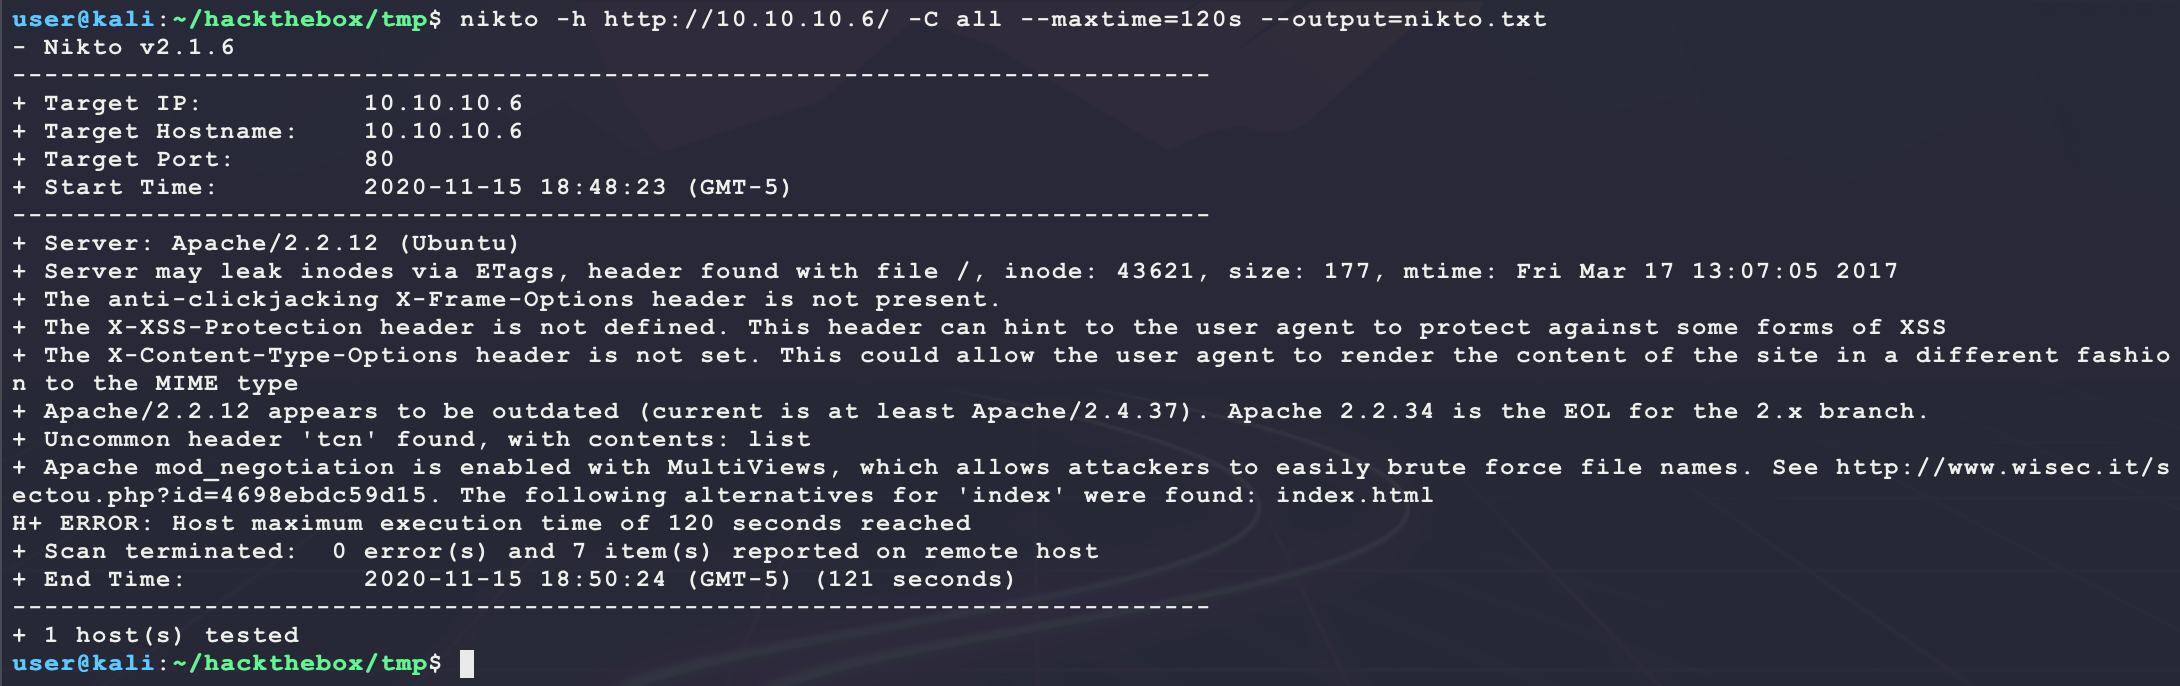 user@kali:~/hackthebox/tmp$ nikto -h http://10.10.10.6/ -C all --maxtime=120s --output=nikto.txt
- Nikto v2.1.6
---------------------------------------------------------------------------
+ Target IP:          10.10.10.6
+ Target Hostname:    10.10.10.6
+ Target Port:        80
+ Start Time:         2020-11-15 18:48:23 (GMT-5)
---------------------------------------------------------------------------
+ Server: Apache/2.2.12 (Ubuntu)
+ Server may leak inodes via ETags, header found with file /, inode: 43621, size: 177, mtime: Fri Mar 17 13:07:05 2017
+ The anti-clickjacking X-Frame-Options header is not present.
+ The X-XSS-Protection header is not defined. This header can hint to the user agent to protect against some forms of XSS
+ The X-Content-Type-Options header is not set. This could allow the user agent to render the content of the site in a different fashio
n to the MIME type
+ Apache/2.2.12 appears to be outdated (current is at least Apache/2.4.37). Apache 2.2.34 is the EOL for the 2.x branch.
+ Uncommon header 'tcn' found, with contents: list
+ Apache mod_negotiation is enabled with MultiViews, which allows attackers to easily brute force file names. See http://www.wisec.it/s
ectou.php?id=4698ebdc59d15. The following alternatives for 'index' were found: index.html
H+ ERROR: Host maximum execution time of 120 seconds reached
+ Scan terminated:  0 error(s) and 7 item(s) reported on remote host
+ End Time:           2020-11-15 18:50:24 (GMT-5) (121 seconds)
---------------------------------------------------------------------------
+ 1 host(s) tested
user@kali:~/hackthebox/tmp$